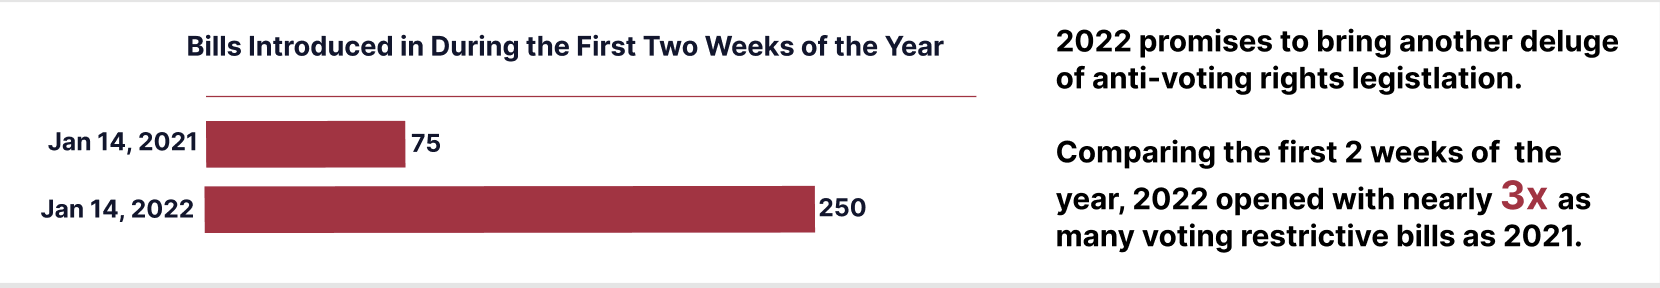 Bills Introduced in During the First Two Weeks of the Year
Jan 14, 2021 75
Jan 14, 2022 250
2022 promises to bring another deluge
of anti-voting rights legistlation.
Comparing the first 2 weeks of the
year, 2022 opened with nearly 3x as
many voting restrictive bills as 2021.